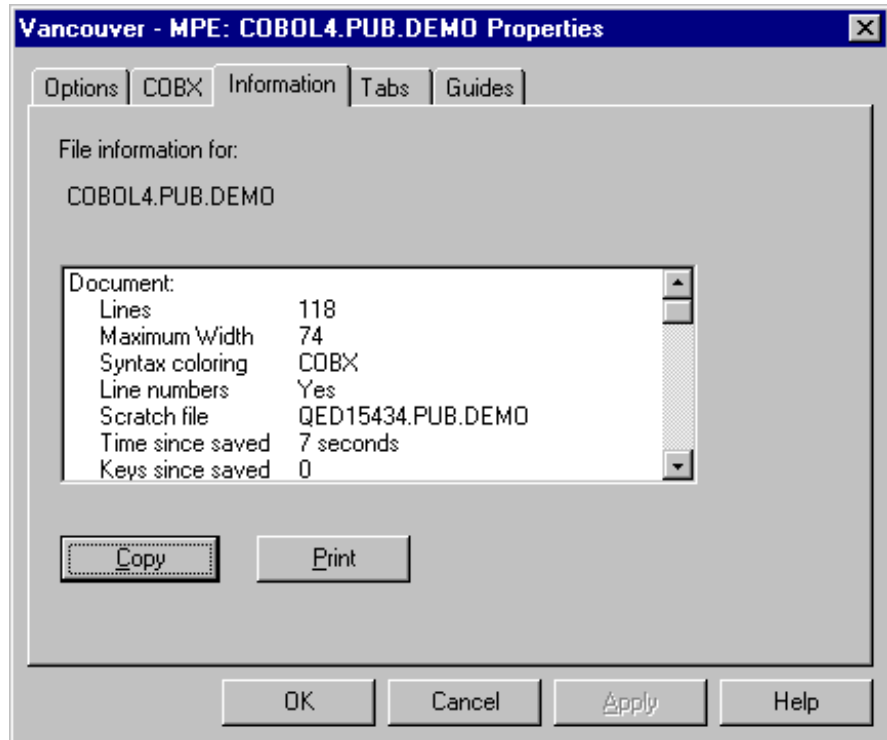 Vancouver - MPE: COBOL4.PUB.DEMO Properties
Options COBX Information Tabs Guides
File information for:
COBOL4.PUB.DEMO
Document:
Lines 118
Maximum Width 74
Syntax coloring COBX
Line numbers Yes
Scratch file QED15434.PUB.DEMO
Time since saved 7 seconds
Keys since saved 0
Copy Print
OK Cancel Apply Help